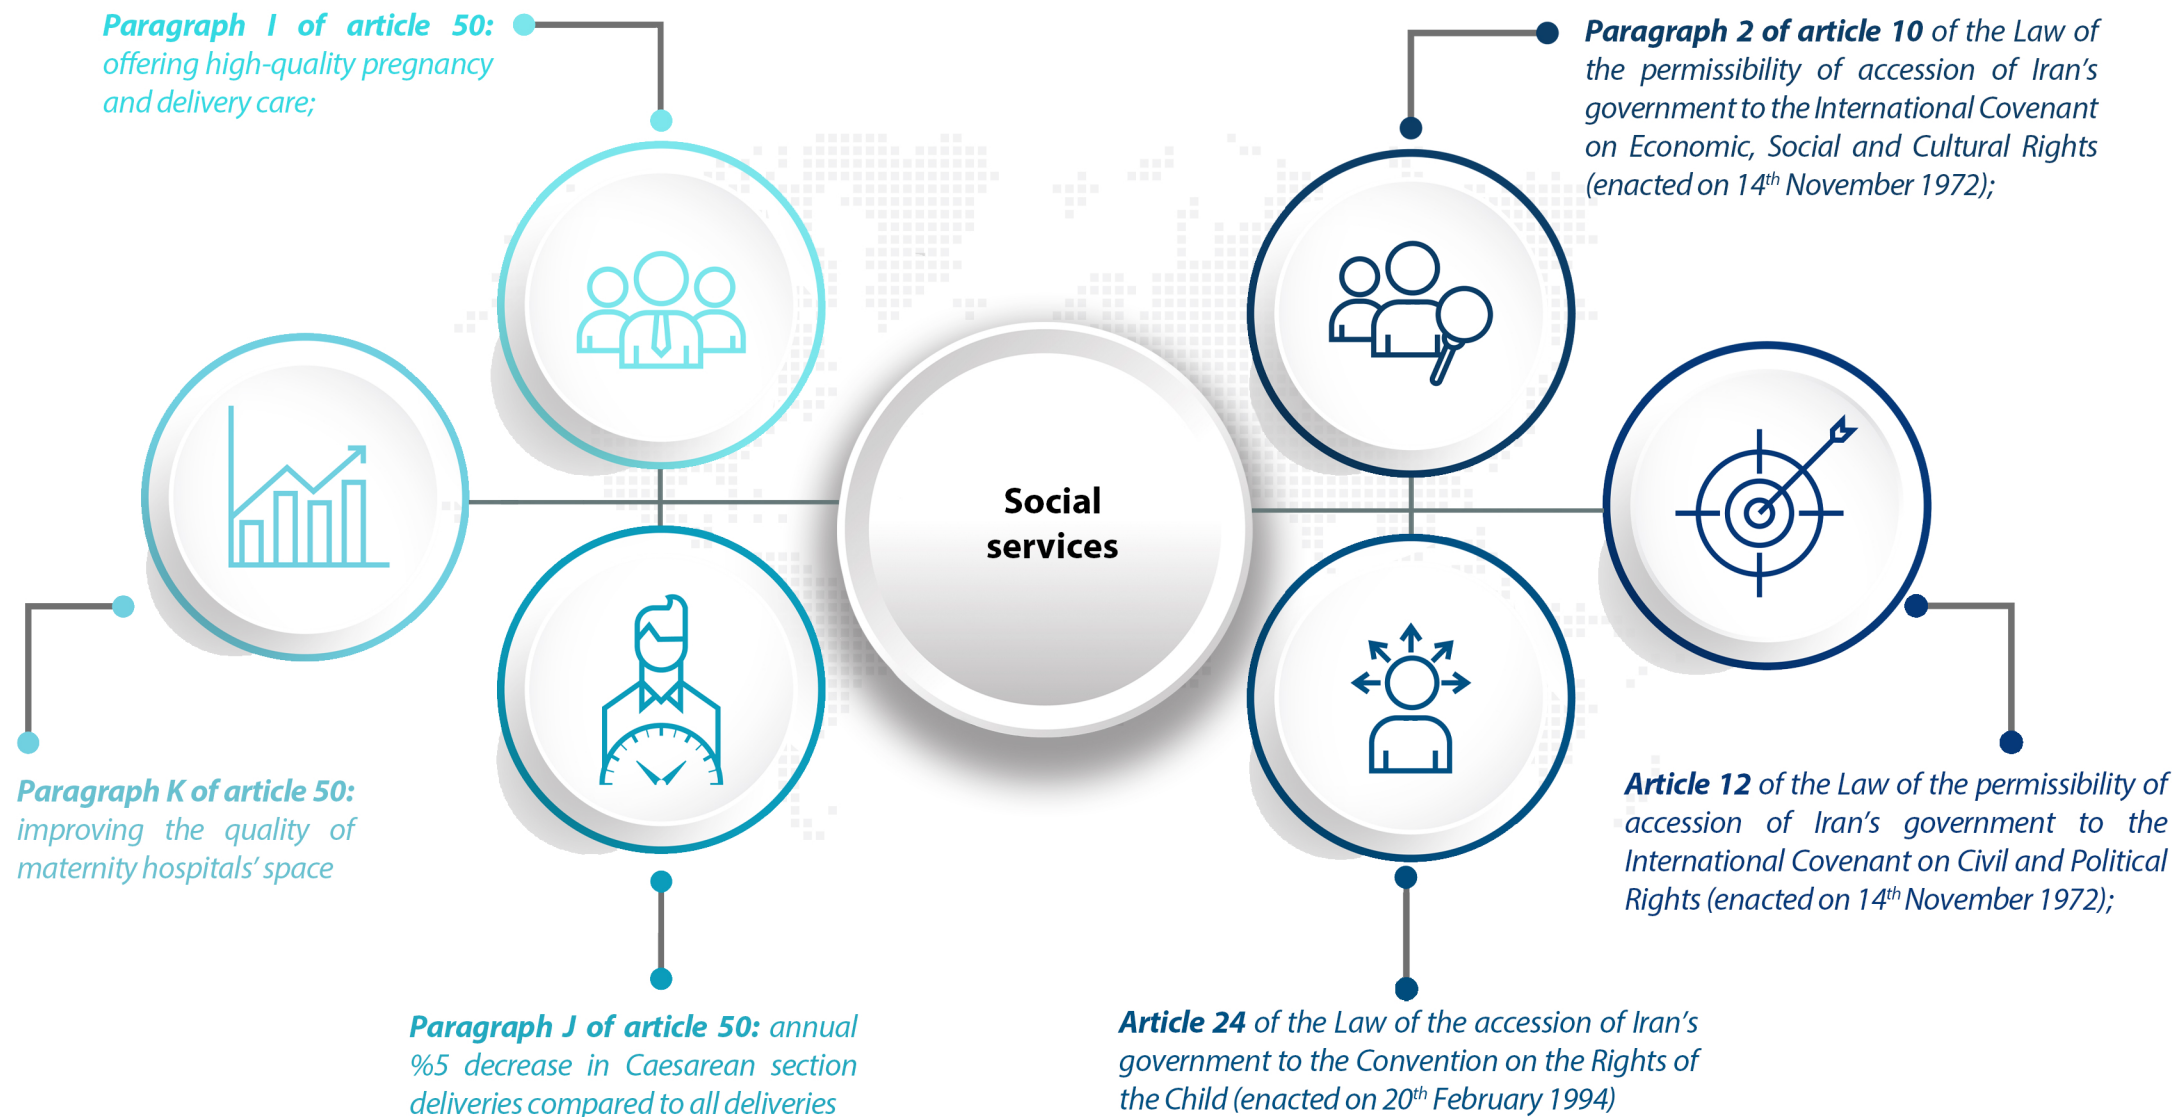 Paragraph I of article 50:
offering high-quality pregnancy
and delivery care;
Paragraph 2 of article 10 of the Law of
the permissibility of accession of Iran's
government to the International Covenant
on Economic, Social and Cultural Rights
(enacted on 14th November 1972);
Social
services
Paragraph K of article 50:
improving the quality of
maternity hospitals' space
Article 12 of the Law of the permissibility of
accession of Iran's government to the
International Covenant on Civil and Political
Rights (enacted on 14th November 1972);
Paragraph J of article 50: annual
%5 decrease in Caesarean section
deliveries compared to all deliveries
Article 24 of the Law of the accession of Iran's
government to the Convention on the Rights of
the Child (enacted on 20th February 1994)